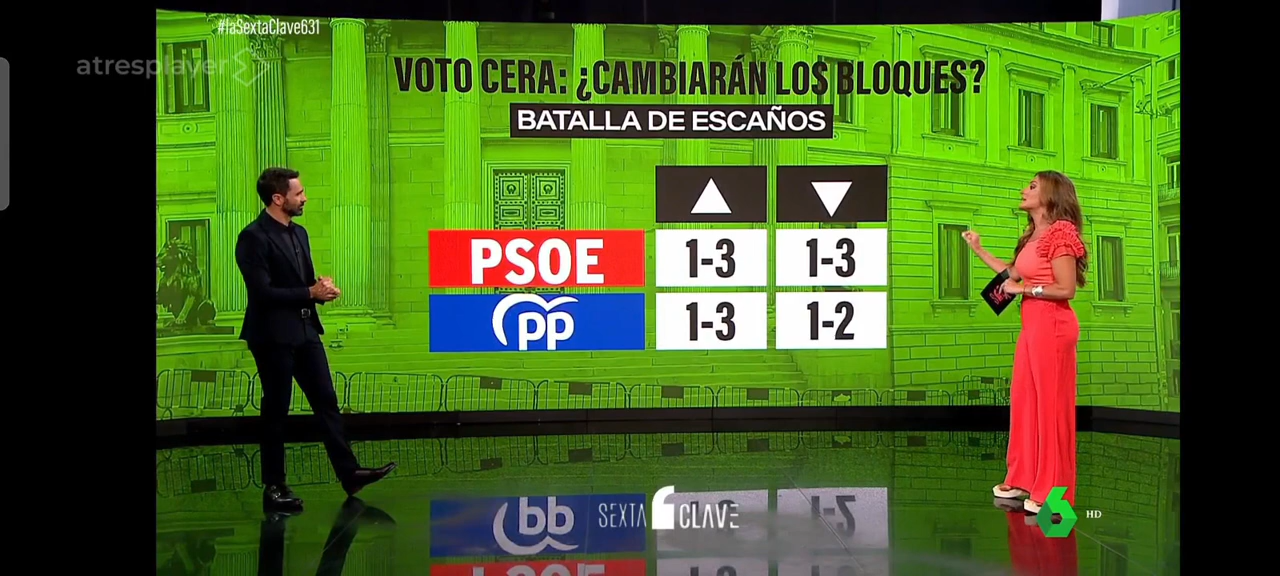 #laSextaClave631
atresplayer
VOTO CERA: ¿CAMBIARÁN LOS BLOQUES?
BATALLA DE ESCAÑOS
PSOE 1-3 1-3
PP 1-3 1-2
SEXTA CLAVE
6 HD